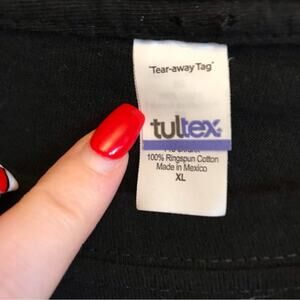 "Tear-away Tag"
tultex
100% Ringspun Cotton
Made in Mexico
XL